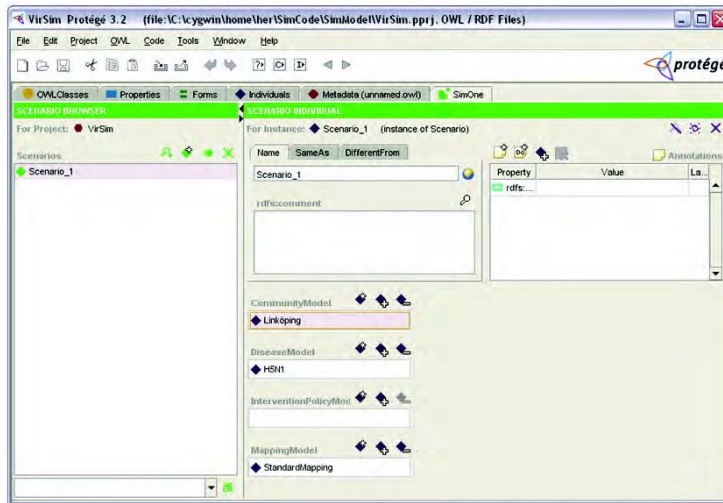 VirSim Protégé 3.2 (file:\C:\cygwin\home\her\SimCode\SimModel\VirSim.pprj, OWL / RDF Files)
File Edit Project OWL Code Tools Window Help
protégé
OWLClasses Properties Forms Individuals Metadata (unnamed.owl) SimOne
SCENARIO BROWSER
SCENARIO INDIVIDUAL
For Project: VirSim
For Instance: Scenario_1 (instance of Scenario)
Scenarios
Name SameAs DifferentFrom
Annotations
Scenario_1
Scenario_1
Property Value La...
rdfs:...
rdfs:comment
CommunityModel
Linköping
DiseaseModel
H5N1
InterventionPolicyMod
MappingModel
StandardMapping